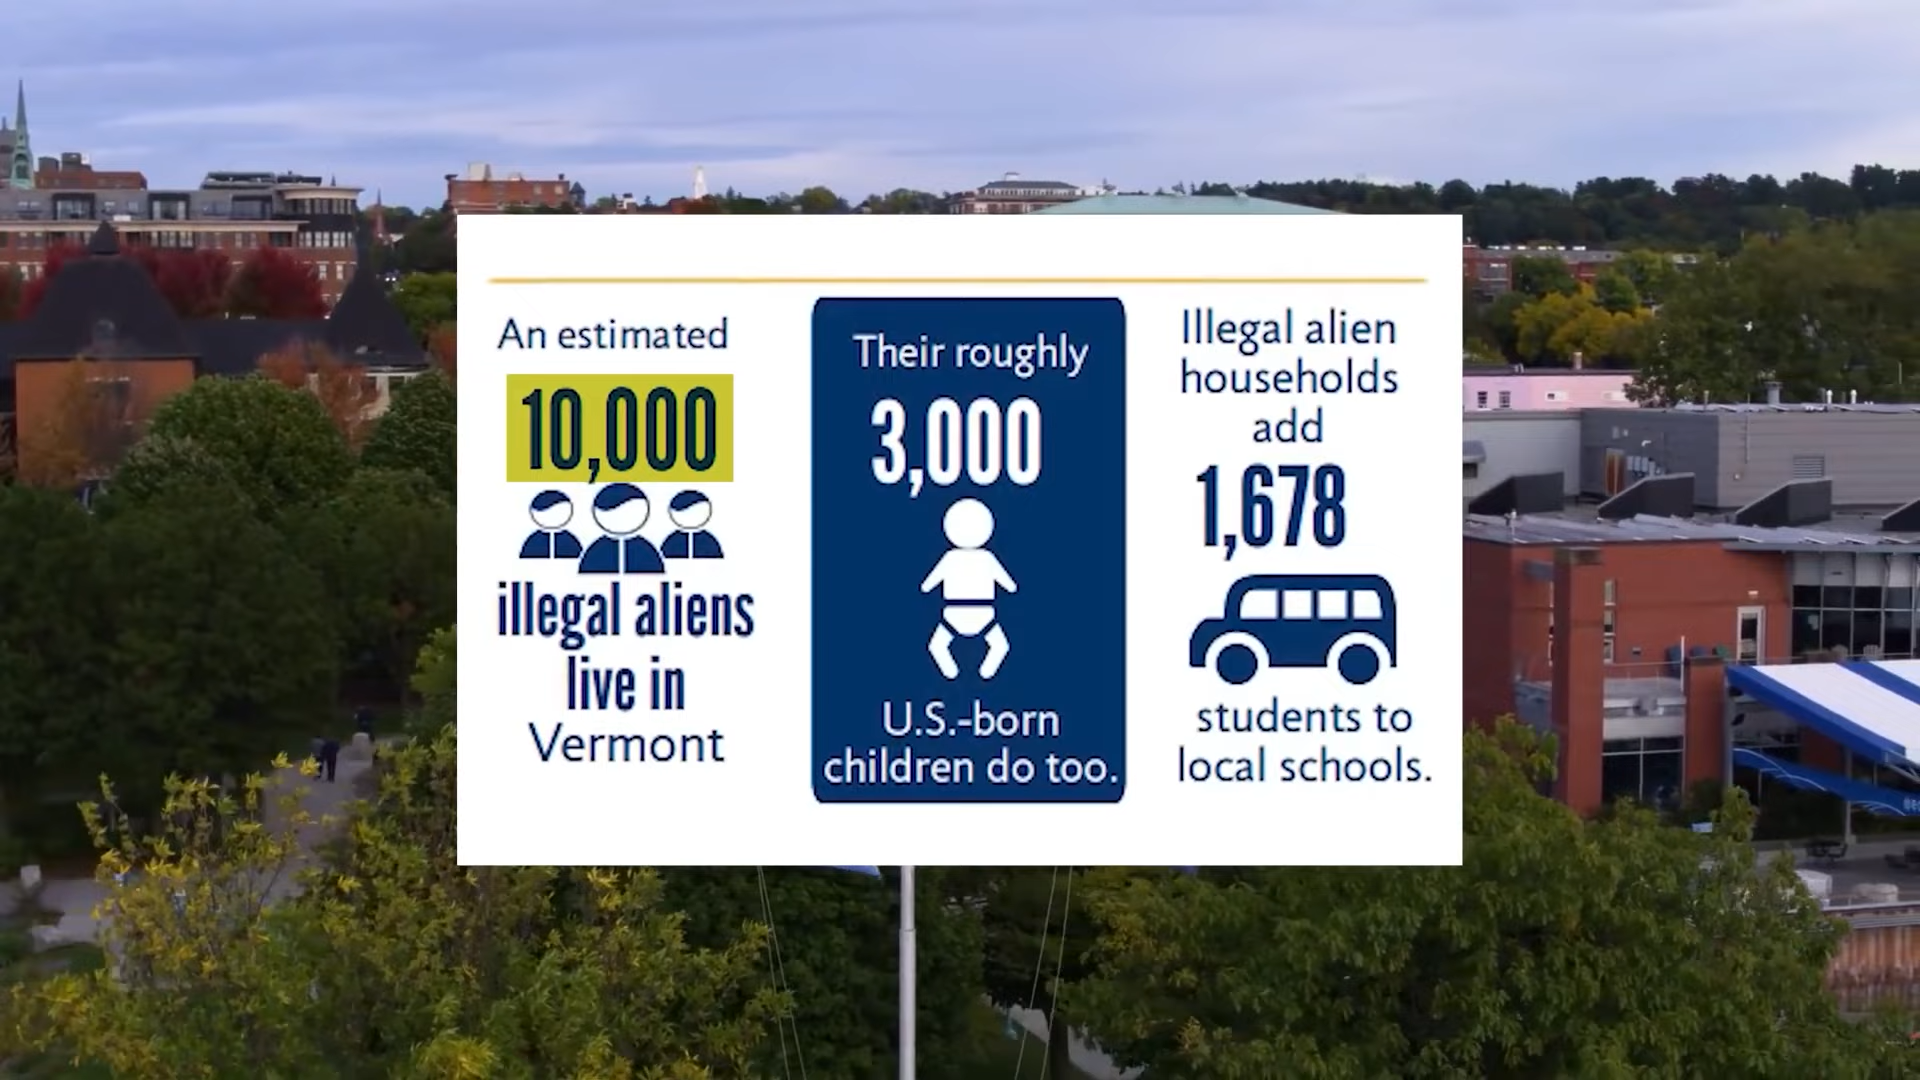 An estimated
10,000
illegal aliens
live in
Vermont
Their roughly
3,000
U.S.-born
children do too.
Illegal alien
households
add
1,678
students to
local schools.